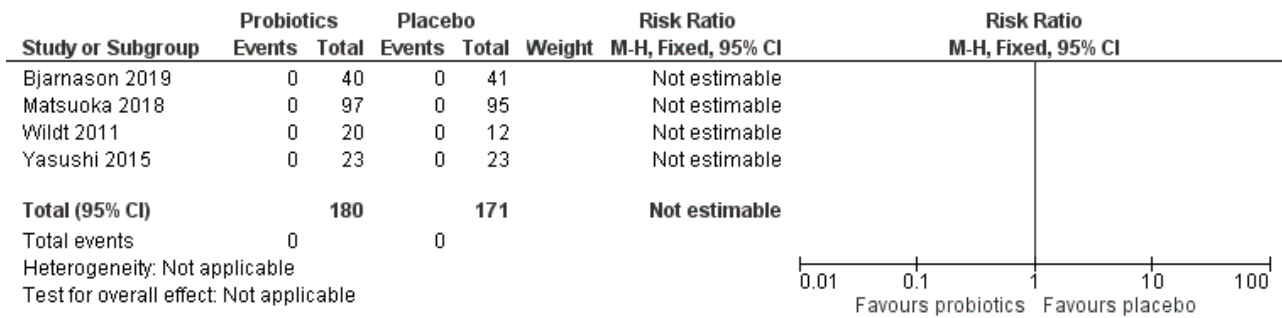 Probiotics Placebo Risk Ratio Risk Ratio
Study or Subgroup Events Total Events Total Weight M-H, Fixed, 95% CI M-H, Fixed, 95% CI
Bjarnason 2019 0 40 0 41 Not estimable
Matsuoka 2018 0 97 0 95 Not estimable
Wildt 2011 0 20 0 12 Not estimable
Yasushi 2015 0 23 0 23 Not estimable
Total (95% CI) 180 171 Not estimable
Total events 0 0
Heterogeneity: Not applicable
Test for overall effect: Not applicable
0.01 0.1 1 10 100
Favours probiotics Favours placebo